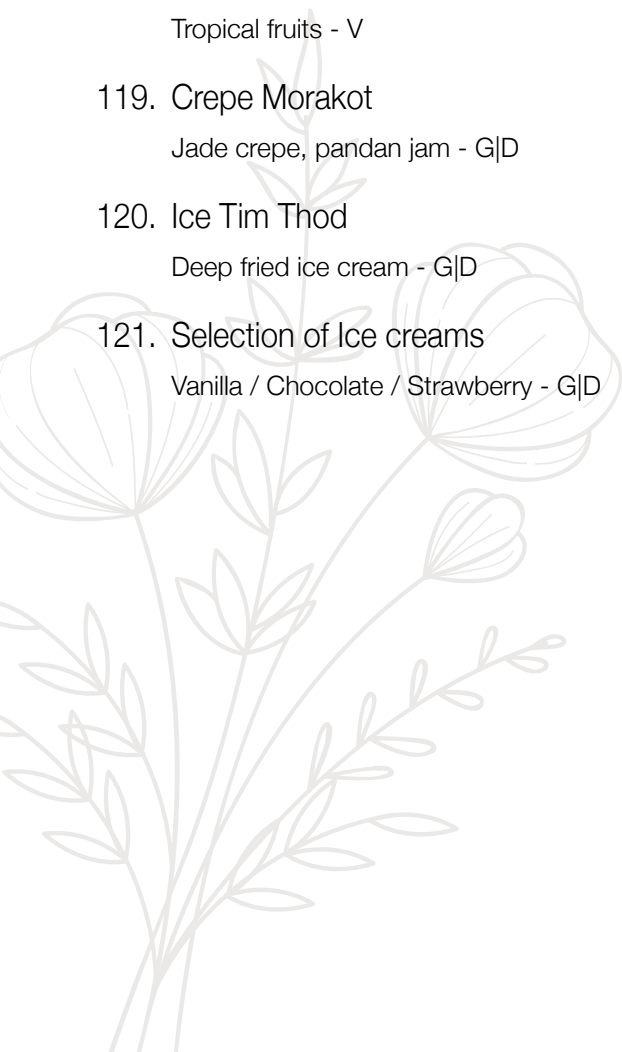 Tropical fruits - V
119. Crepe Morakot
Jade crepe, pandan jam - G|D
120. Ice Tim Thod
Deep fried ice cream - G|D
121. Selection of Ice creams
Vanilla / Chocolate / Strawberry - G|D